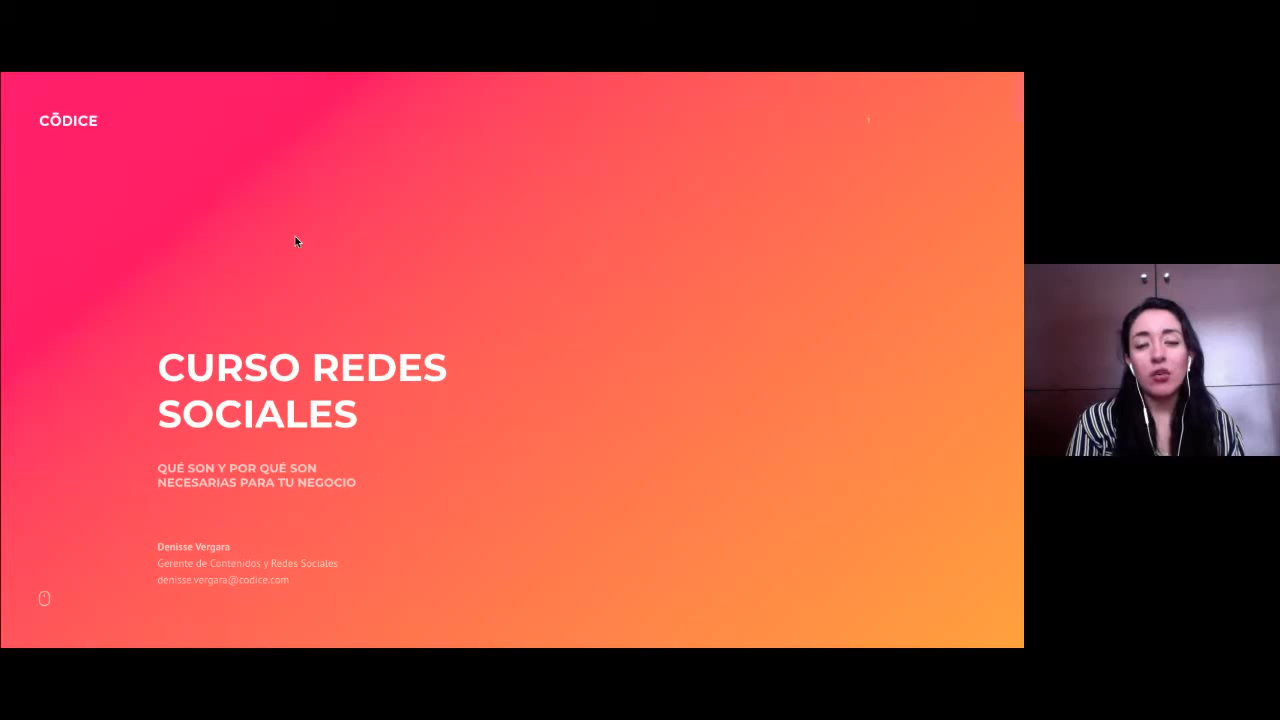 CŌDICE
CURSO REDES
SOCIALES
QUÉ SON Y POR QUÉ SON
NECESARIAS PARA TU NEGOCIO
Denisse Vergara
Gerente de Contenidos y Redes Sociales
denisse.vergara@codice.com